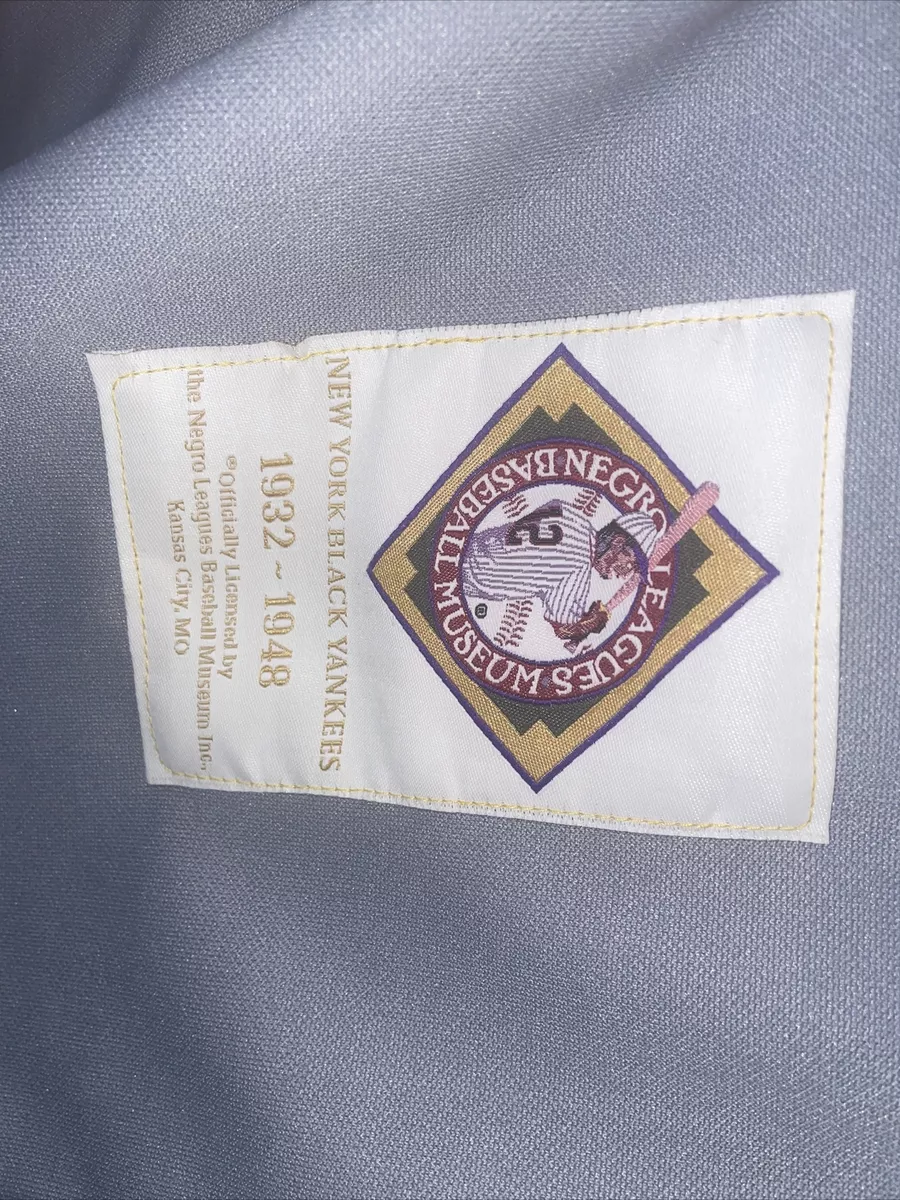 NEGRO LEAGUES
BASEBALL MUSEUM
12
®
NEW YORK BLACK YANKEES
1932 ~ 1948
®Officially Licensed by
the Negro Leagues Baseball Museum Inc.,
Kansas City, MO